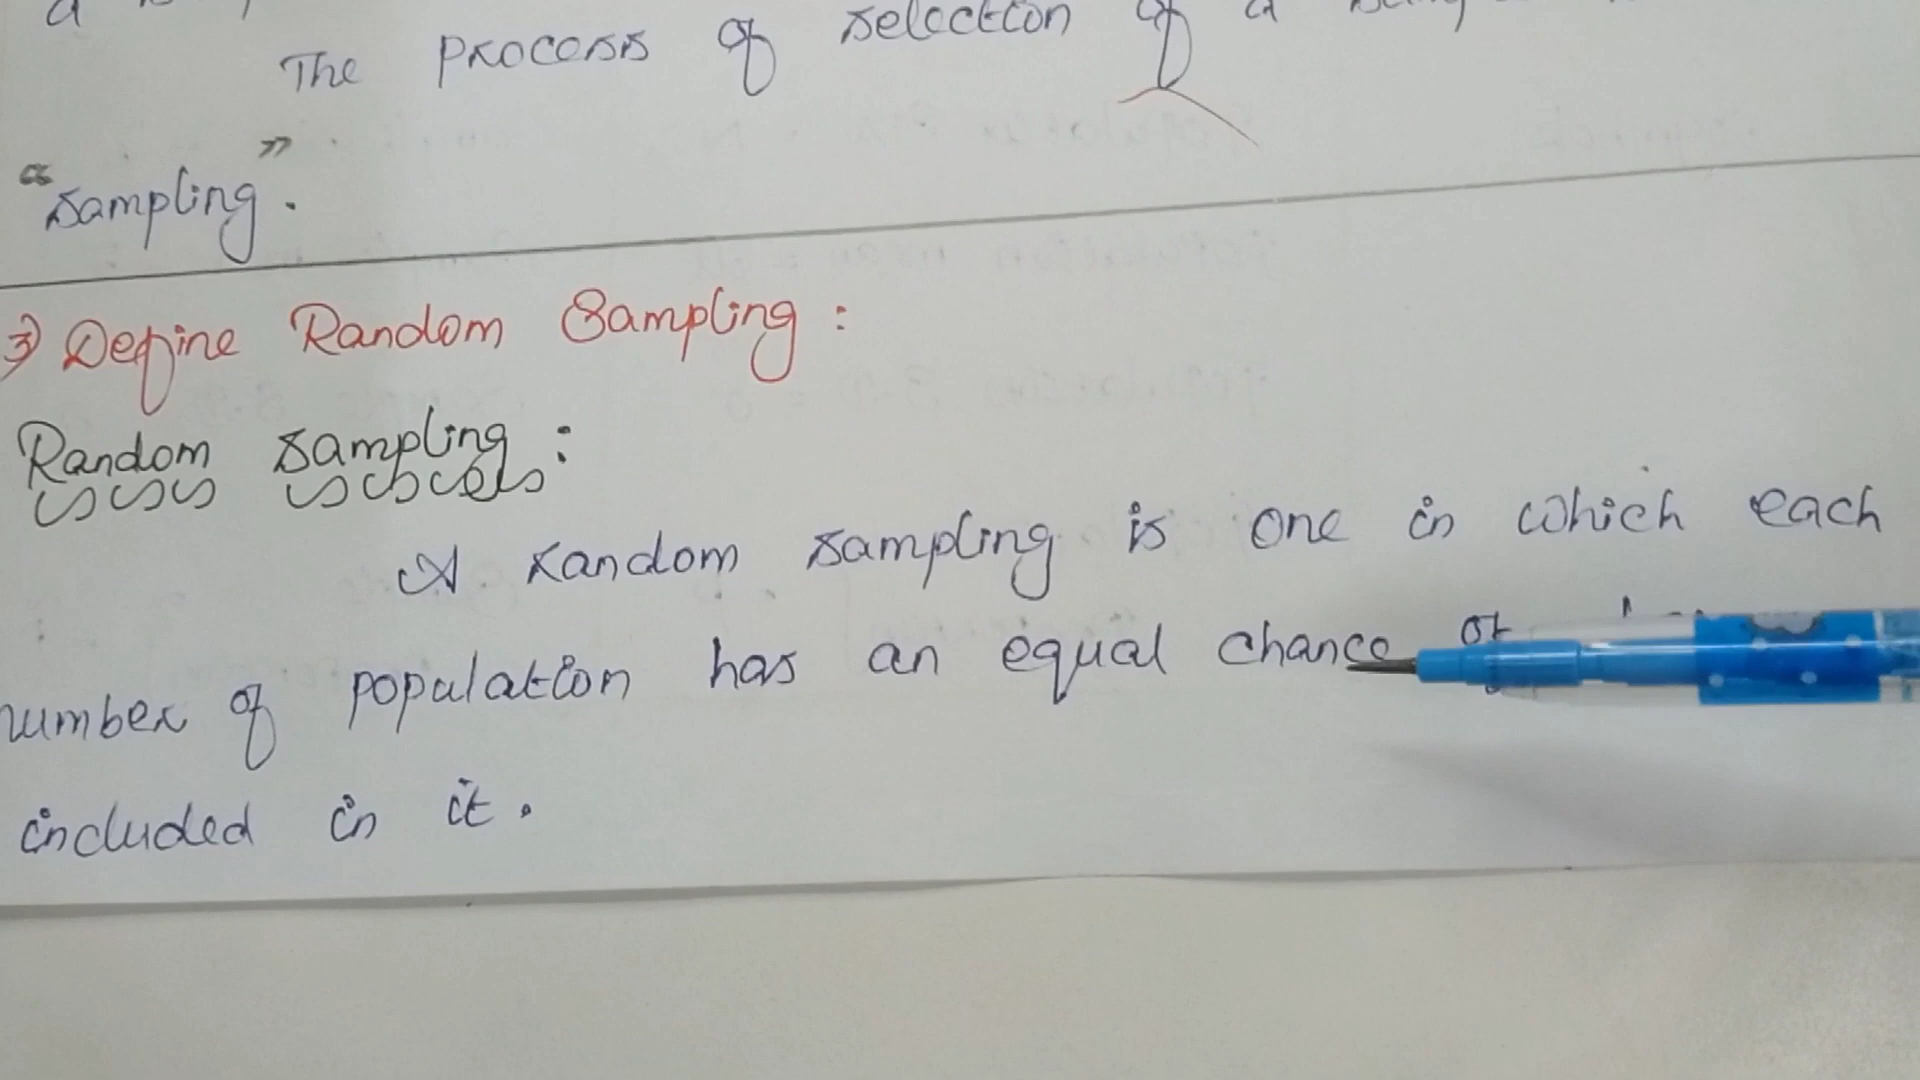 The process of selection of a
"sampling".
3) Define Random Sampling :
Random sampling :
A random sampling is one in which each
number of population has an equal chance of
included in it.